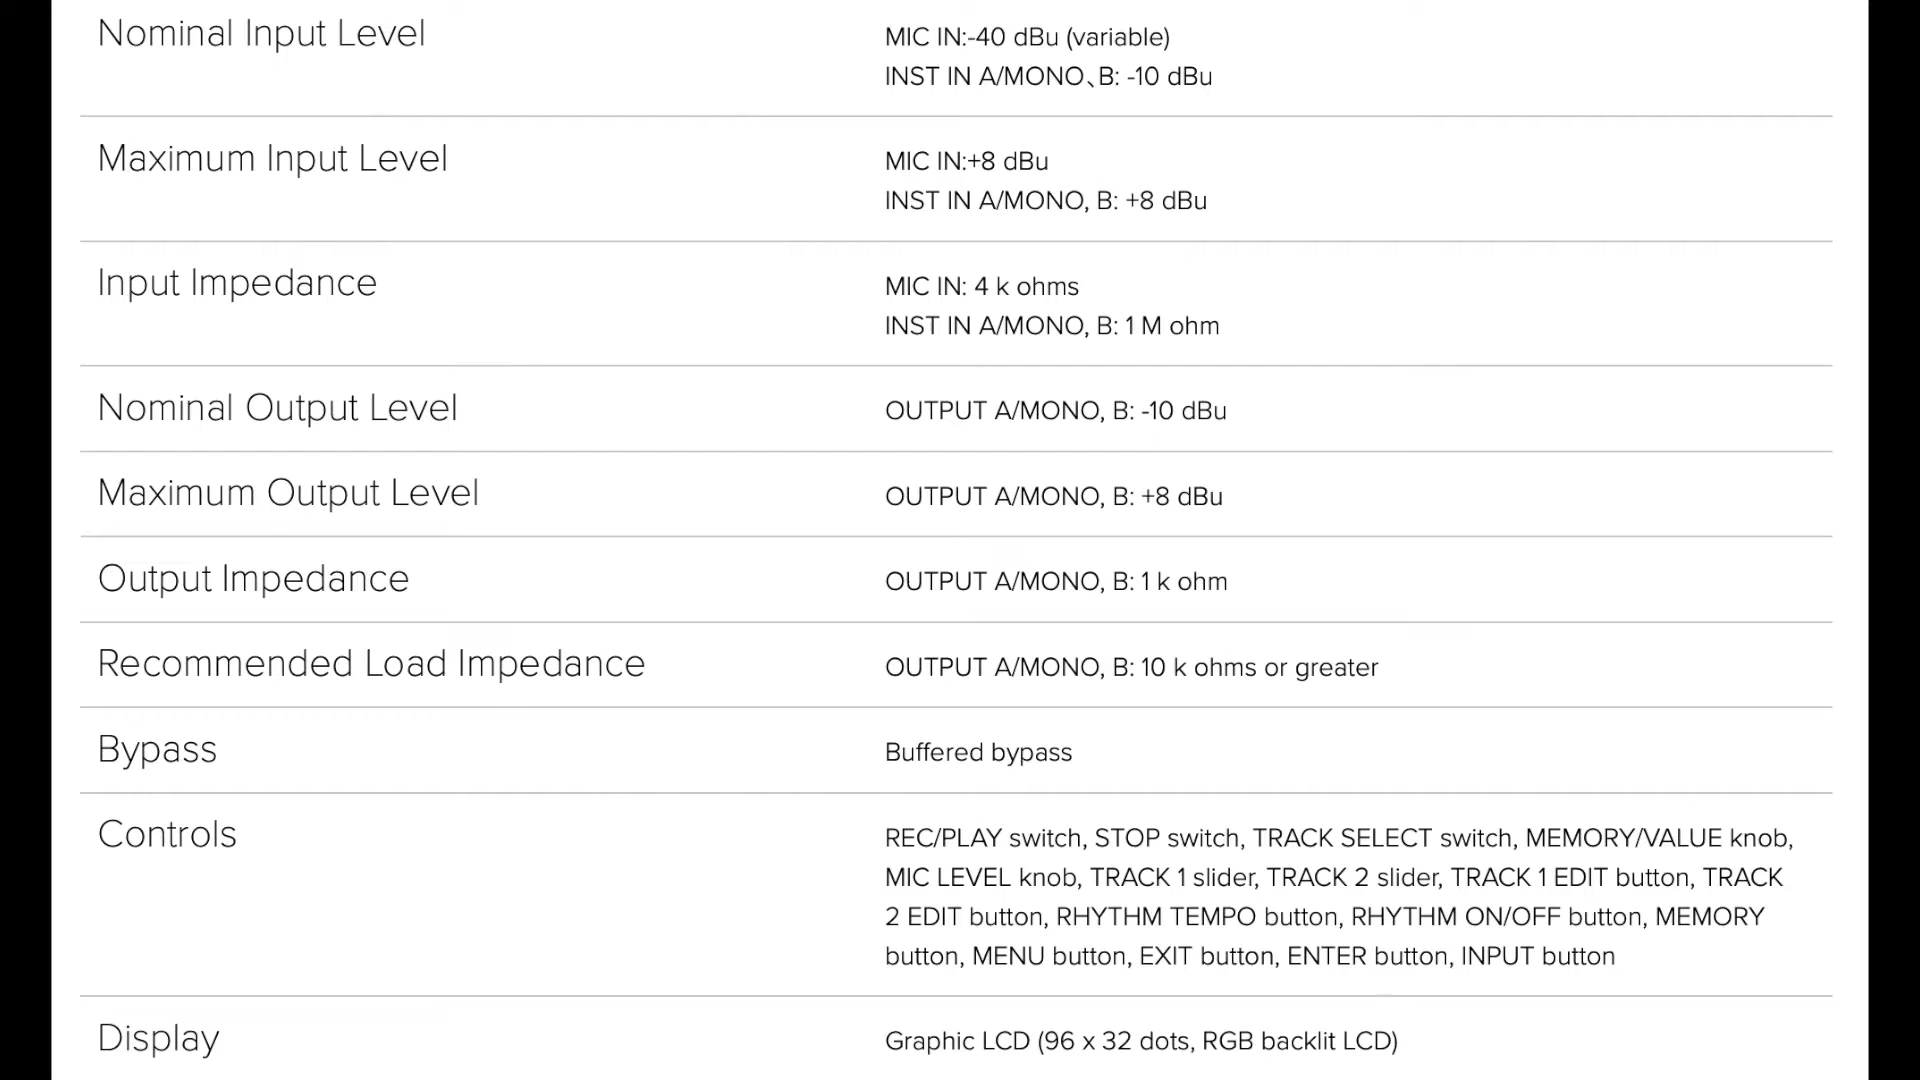 Nominal Input Level
MIC IN:-40 dBu (variable)
INST IN A/MONO、B: -10 dBu
Maximum Input Level
MIC IN:+8 dBu
INST IN A/MONO, B: +8 dBu
Input Impedance
MIC IN: 4 k ohms
INST IN A/MONO, B: 1 M ohm
Nominal Output Level
OUTPUT A/MONO, B: -10 dBu
Maximum Output Level
OUTPUT A/MONO, B: +8 dBu
Output Impedance
OUTPUT A/MONO, B: 1 k ohm
Recommended Load Impedance
OUTPUT A/MONO, B: 10 k ohms or greater
Bypass
Buffered bypass
Controls
REC/PLAY switch, STOP switch, TRACK SELECT switch, MEMORY/VALUE knob,
MIC LEVEL knob, TRACK 1 slider, TRACK 2 slider, TRACK 1 EDIT button, TRACK
2 EDIT button, RHYTHM TEMPO button, RHYTHM ON/OFF button, MEMORY
button, MENU button, EXIT button, ENTER button, INPUT button
Display
Graphic LCD (96 x 32 dots, RGB backlit LCD)